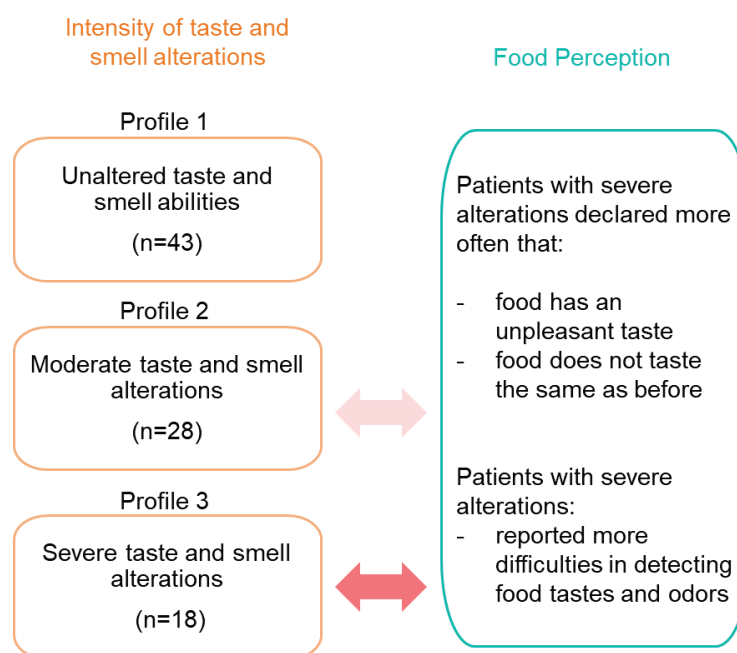 Intensity of taste and
smell alterations
Food Perception
Profile 1
Unaltered taste and
smell abilities
(n=43)
Profile 2
Moderate taste and smell
alterations
(n=28)
Profile 3
Severe taste and smell
alterations
(n=18)
Patients with severe
alterations declared more
often that:
- food has an
unpleasant taste
- food does not taste
the same as before
Patients with severe
alterations:
- reported more
difficulties in detecting
food tastes and odors